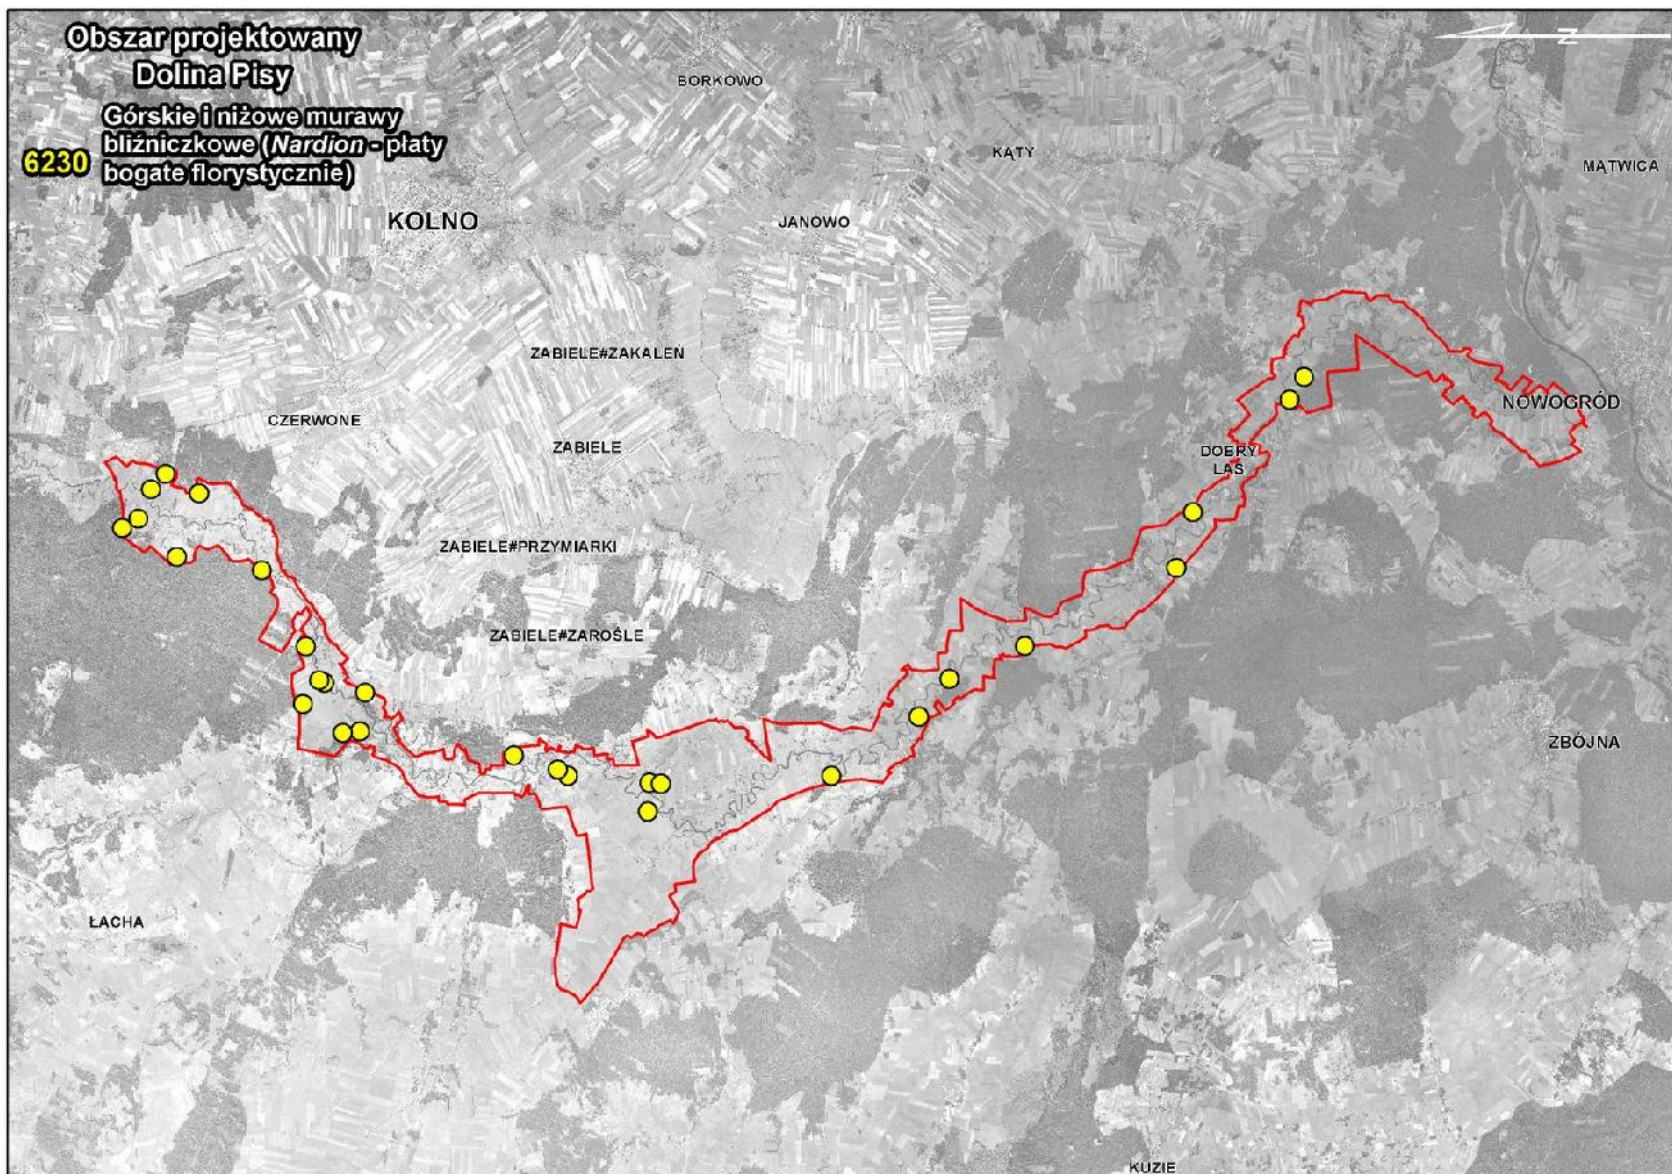 Obszar projektowany
Dolina Pisy
Górskie i niżowe murawy
6230 bliźniczkowe (Nardion - płaty
bogate florystycznie)
N
BORKOWO
KĄTY
MĄTWICA
KOLNO
JANOWO
ZABIELE#ZAKALEŃ
CZERWONE
NOWOGRÓD
ZABIELE
DOBRY
LAS
ZABIELE#PRZYMIARKI
ZABIELE#ZAROŚLE
ZBÓJNA
ŁACHA
KUZIE